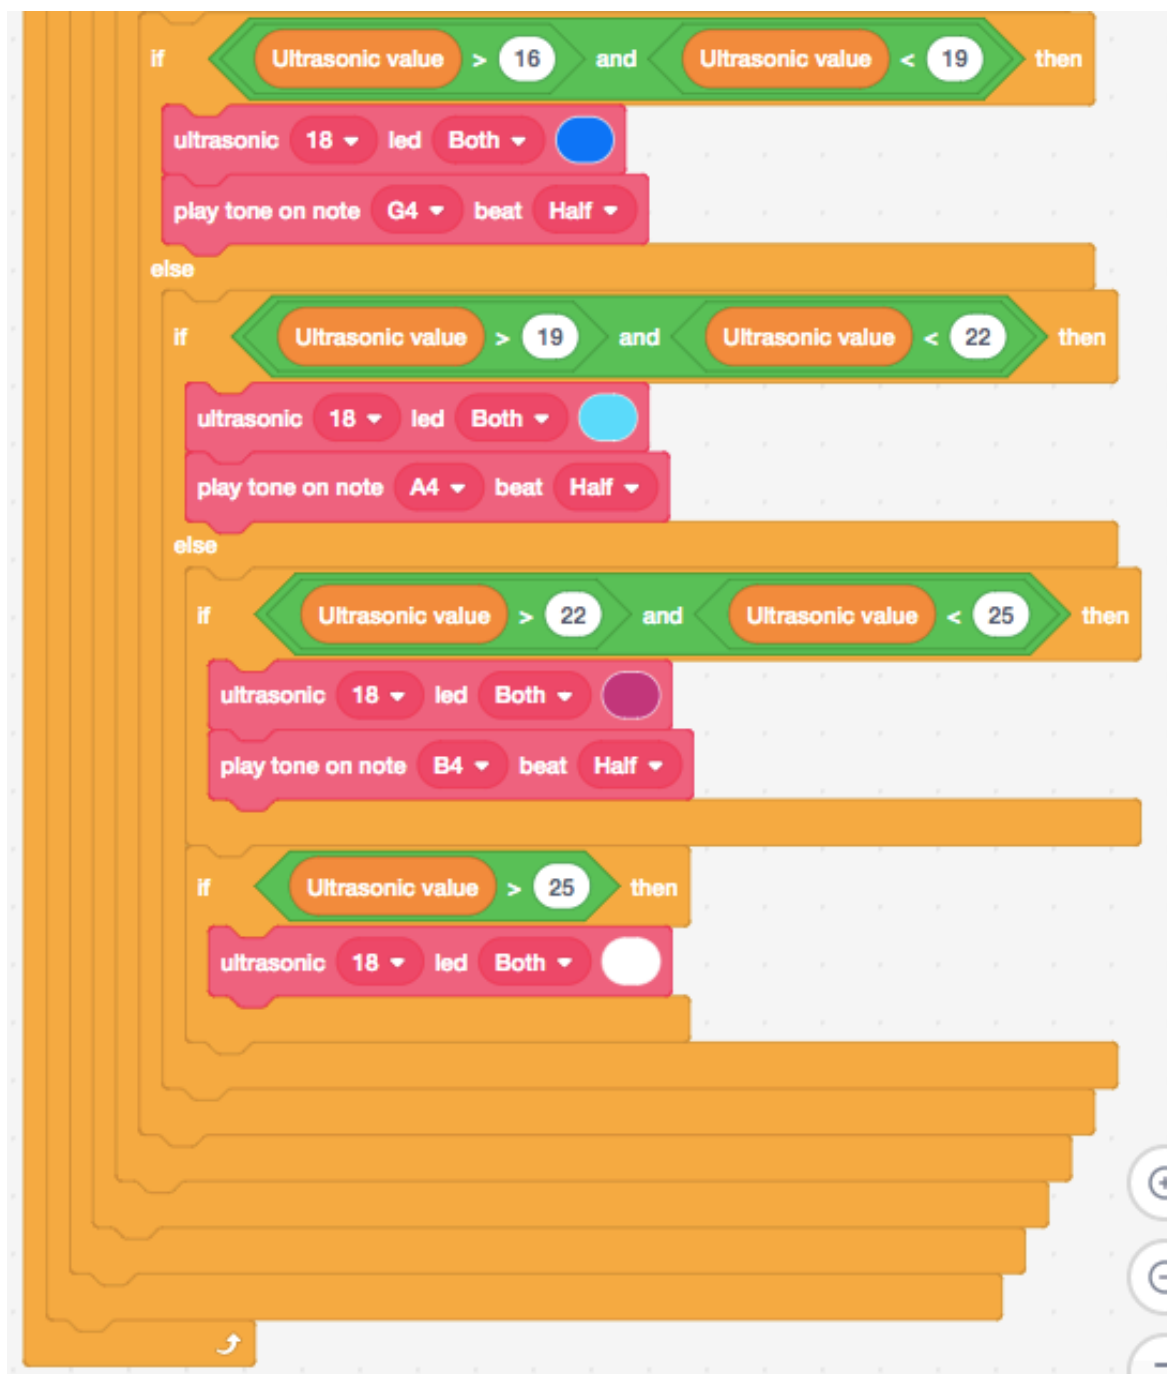 if Ultrasonic value > 16 and Ultrasonic value < 19 then
ultrasonic 18 led Both
play tone on note G4 beat Half
else
if Ultrasonic value > 19 and Ultrasonic value < 22 then
ultrasonic 18 led Both
play tone on note A4 beat Half
else
if Ultrasonic value > 22 and Ultrasonic value < 25 then
ultrasonic 18 led Both
play tone on note B4 beat Half
if Ultrasonic value > 25 then
ultrasonic 18 led Both